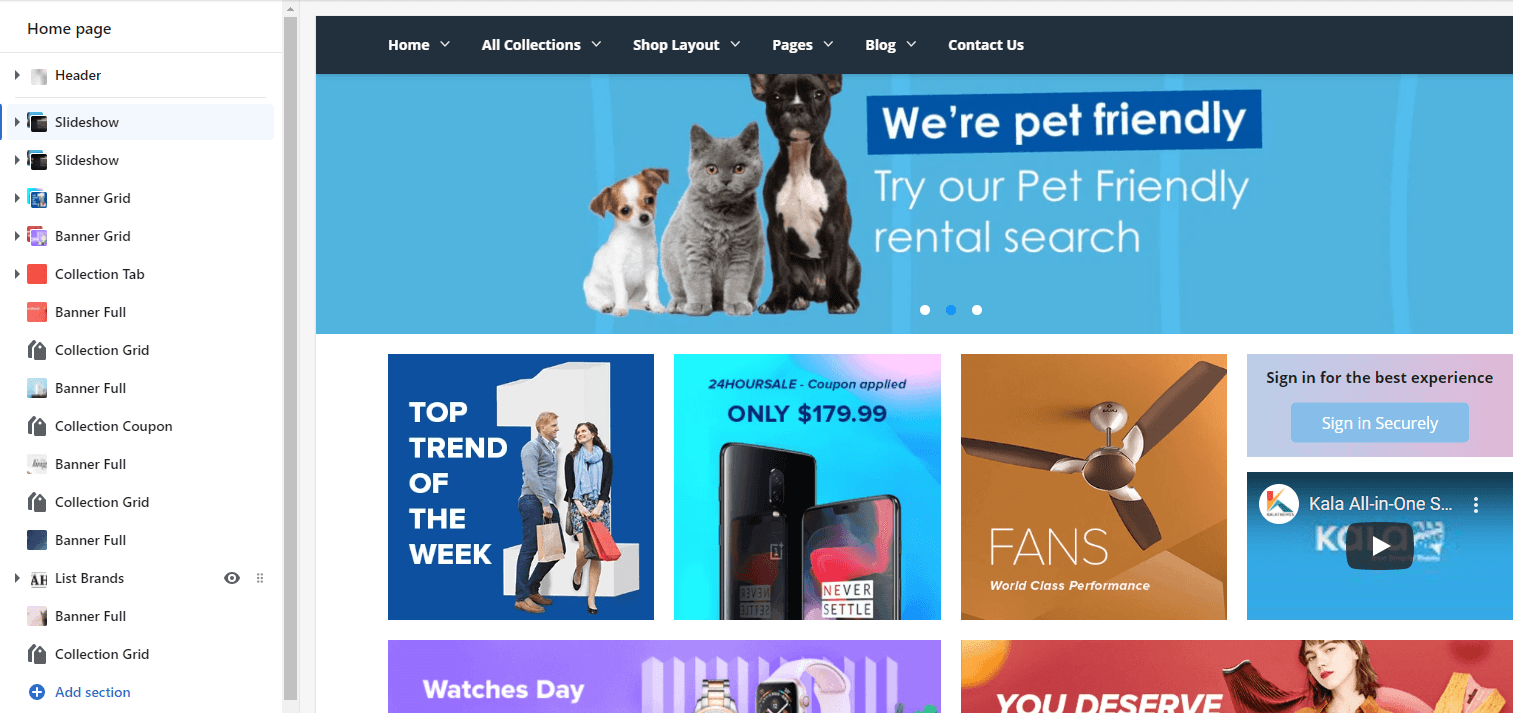 Home page
Header
Slideshow
Slideshow
Banner Grid
Banner Grid
Collection Tab
Banner Full
Collection Grid
Banner Full
Collection Coupon
Banner Full
Collection Grid
Banner Full
AH List Brands
Banner Full
Collection Grid
Add section
Home All Collections Shop Layout Pages Blog Contact Us
We're pet friendly
Try our Pet Friendly
rental search
TOP
TREND
OF
THE
WEEK
1
24HOURSALE - Coupon applied
ONLY $179.99
NEVER
SETTLE
FANS
World Class Performance
Sign in for the best experience
Sign in Securely
Kala All-in-One S...
Kala
Watches Day
YOU DESERVE